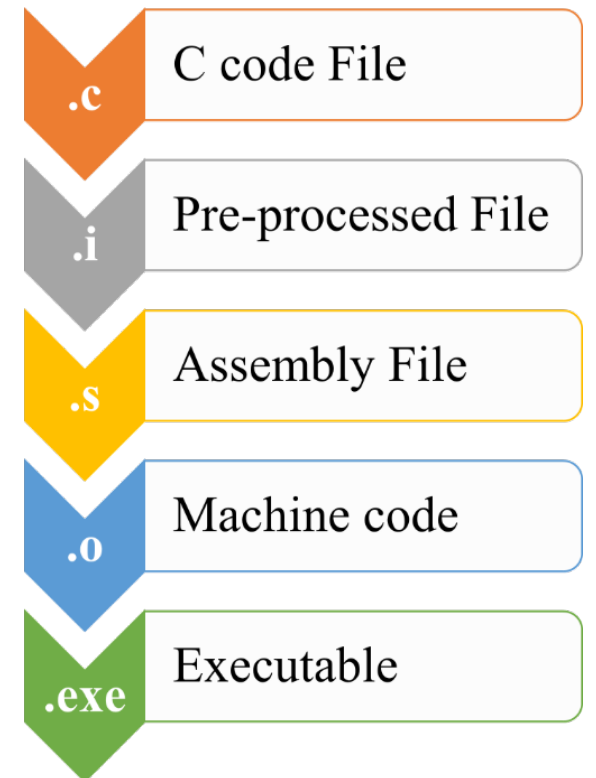 .c
C code File
.i
Pre-processed File
.s
Assembly File
.o
Machine code
.exe
Executable